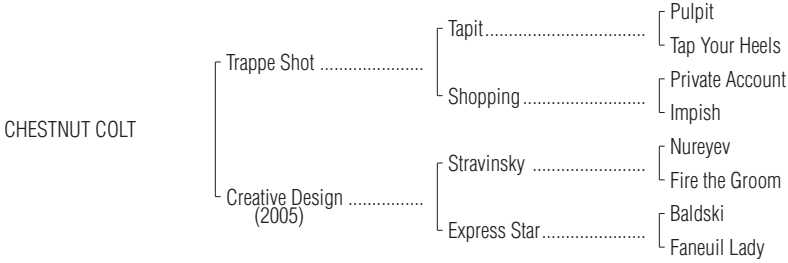 Pulpit
Tapit..................................
Tap Your Heels
Trappe Shot ......................
Private Account
Shopping..........................
Impish
CHESTNUT COLT
Nureyev
Stravinsky ........................
Fire the Groom
Creative Design ................
(2005)
Baldski
Express Star......................
Faneuil Lady